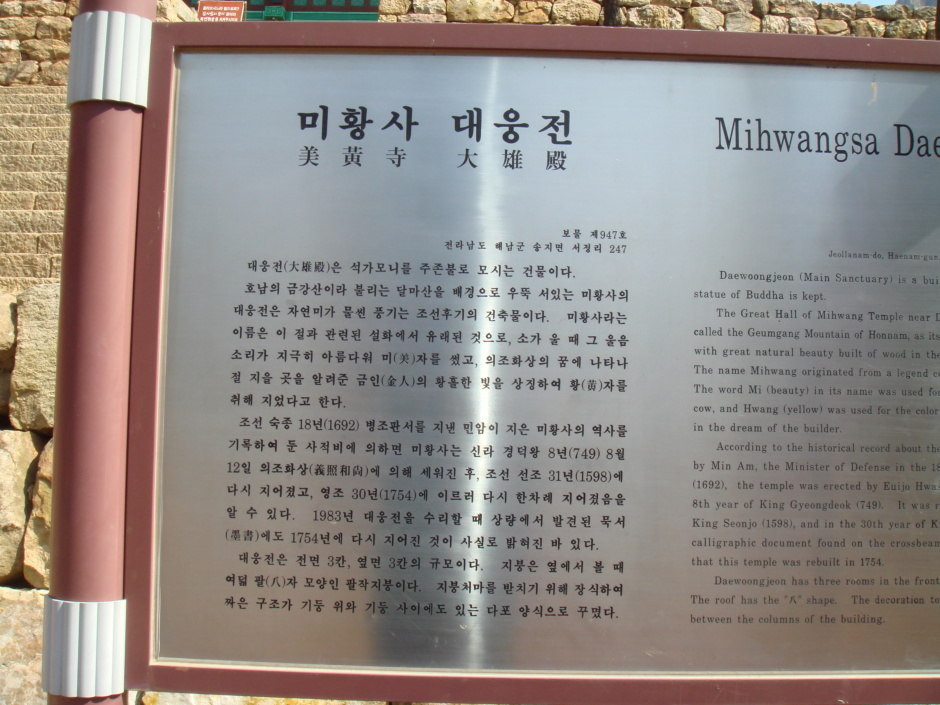 미황사 대웅전
美黃寺 大雄殿
보물 제947호
전라남도 해남군 송지면 서정리 247
대웅전(大雄殿)은 석가모니를 주존불로 모시는 건물이다.
호남의 금강산이라 불리는 달마산을 배경으로 우뚝 서있는 미황사의
대웅전은 자연미가 물씬 풍기는 조선후기의 건축물이다. 미황사라는
이름은 이 절과 관련된 설화에서 유래된 것으로, 소가 울 때 그 울음
소리가 지극히 아름다워 미(美)자를 썼고, 의조화상의 꿈에 나타나
절 지을 곳을 알려준 금인(金人)의 황홀한 빛을 상징하여 황(黄)자를
취해 지었다고 한다.
조선 숙종 18년(1692) 병조판서를 지낸 민암이 지은 미황사의 역사를
기록하여 둔 사적비에 의하면 미황사는 신라 경덕왕 8년(749) 8월
12일 의조화상(義照和尙)에 의해 세워진 후, 조선 선조 31년(1598)에
다시 지어졌고, 영조 30년(1754)에 이르러 다시 한차례 지어졌음을
알 수 있다. 1983년 대웅전을 수리할 때 상량에서 발견된 묵서
(墨書)에도 1754년에 다시 지어진 것이 사실로 밝혀진 바 있다.
대웅전은 전면 3칸, 옆면 3칸의 규모이다. 지붕은 옆에서 볼 때
여덟 팔(八)자 모양인 팔작지붕이다. 지붕처마를 받치기 위해 장식하여
짜은 구조가 기둥 위와 기둥 사이에도 있는 다포 양식으로 꾸몄다.
Mihwangsa Dae
Jeollanam-do, Haenam-gun,
Daewoongjeon (Main Sanctuary) is a bui
statue of Buddha is kept.
The Great Hall of Mihwang Temple near D
called the Geumgang Mountain of Honnam, as its
with great natural beauty built of wood in the
The name Mihwang originated from a legend c
The word Mi (beauty) in its name was used fo
cow, and Hwang (yellow) was used for the color
in the dream of the builder.
According to the historical record about the
by Min Am, the Minister of Defense in the 18
(1692), the temple was erected by Euijo Hwa
8th year of King Gyeongdeok (749). It was r
King Seonjo (1598), and in the 30th year of K
calligraphic document found on the crossbeam
that this temple was rebuilt in 1754.
Daewoongjeon has three rooms in the front
The roof has the "八" shape. The decoration to
between the columns of the building.